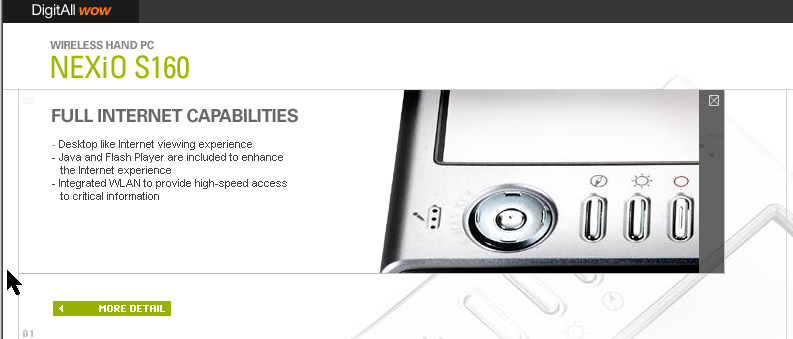 DigitAll wow
WIRELESS HAND PC
NEXiO S160
00
FULL INTERNET CAPABILITIES
- Desktop like Internet viewing experience
- Java and Flash Player are included to enhance
the Internet experience
- Integrated WLAN to provide high-speed access
to critical information
MORE DETAIL
01